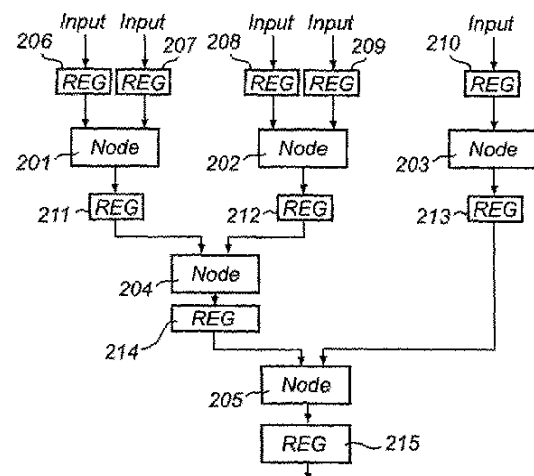 Input Input Input Input Input
206 207 208 209 210
REG REG REG REG REG
Node Node Node
201 202 203
REG REG REG
211 212 213
Node
204
REG
214
Node
205
REG 215